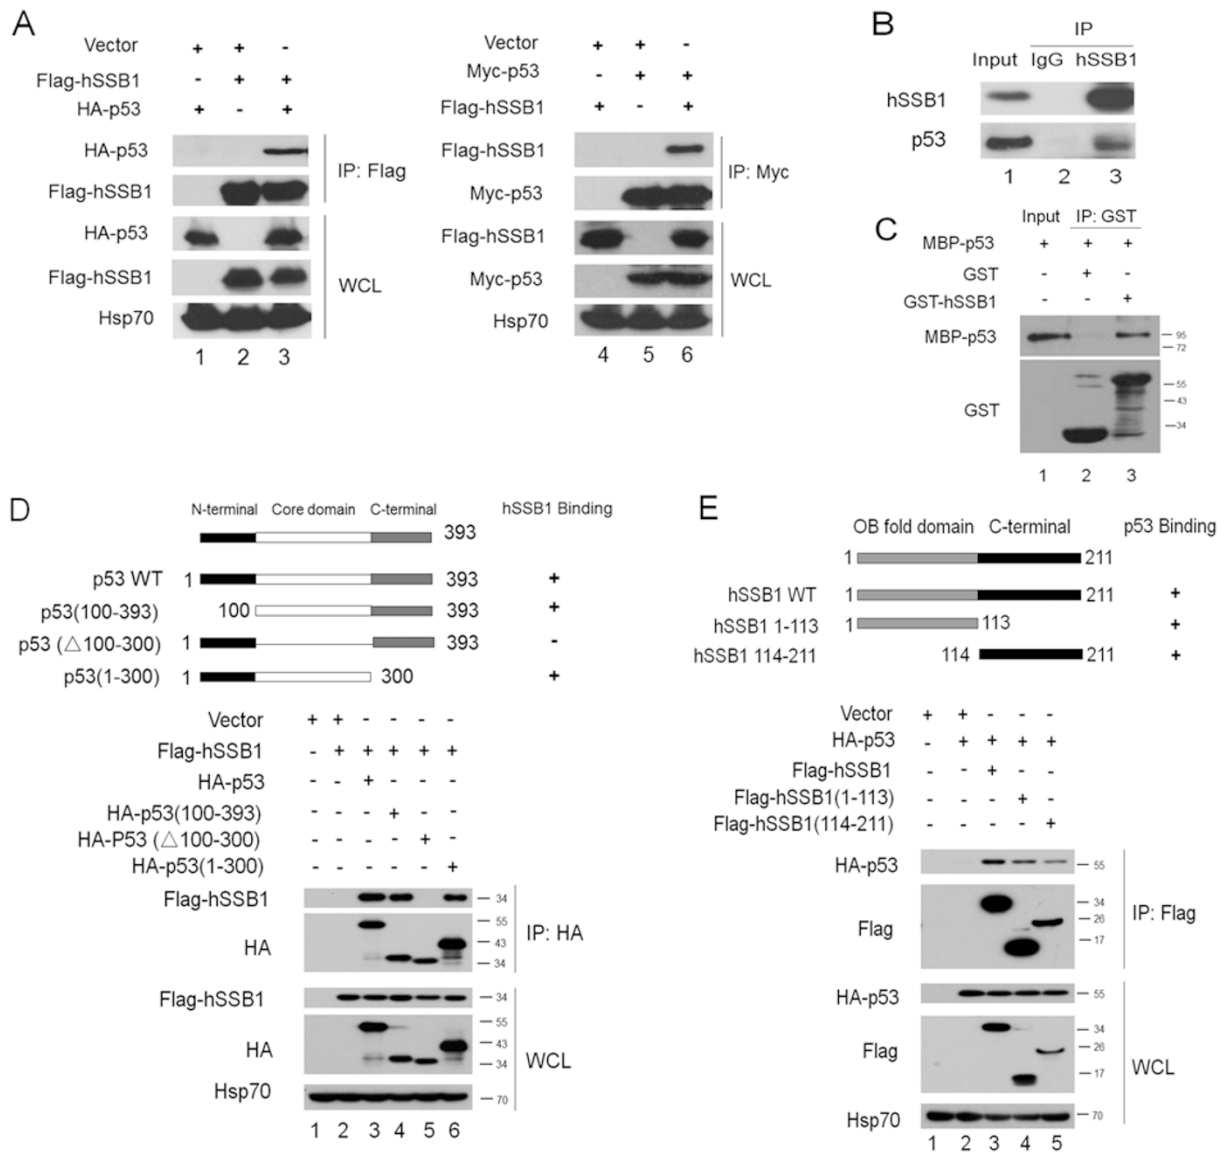 A
Vector + + -
Flag-hSSB1 - + +
HA-p53 + - +
HA-p53
Flag-hSSB1
IP: Flag
HA-p53
Flag-hSSB1
Hsp70
WCL
1 2 3
Vector + + -
Myc-p53 - + +
Flag-hSSB1 + - +
Flag-hSSB1
Myc-p53
IP: Myc
Flag-hSSB1
Myc-p53
Hsp70
WCL
4 5 6
B
IP
Input IgG hSSB1
hSSB1
p53
1 2 3
C
Input IP: GST
MBP-p53 + + +
GST - + -
GST-hSSB1 - - +
MBP-p53
95
72
GST
55
43
34
1 2 3
D
N-terminal Core domain C-terminal hSSB1 Binding
393
p53 WT 1 393 +
p53(100-393) 100 393 +
p53 (△100-300) 1 393 -
p53(1-300) 1 300 +
Vector + + - - - -
Flag-hSSB1 - + + + + +
HA-p53 - - + - - -
HA-p53(100-393) - - - + - -
HA-P53 (△100-300) - - - - + -
HA-p53(1-300) - - - - - +
Flag-hSSB1 34
HA 55
43
34
IP: HA
Flag-hSSB1 34
HA 55
43
34
Hsp70 70
WCL
1 2 3 4 5 6
E
OB fold domain C-terminal p53 Binding
1 211
hSSB1 WT 1 211 +
hSSB1 1-113 1 113 +
hSSB1 114-211 114 211 +
Vector + + - - -
HA-p53 - + + + +
Flag-hSSB1 - - + - -
Flag-hSSB1(1-113) - - - + -
Flag-hSSB1(114-211) - - - - +
HA-p53 55
Flag 34
26
17
IP: Flag
HA-p53 55
Flag 34
26
17
Hsp70 70
WCL
1 2 3 4 5